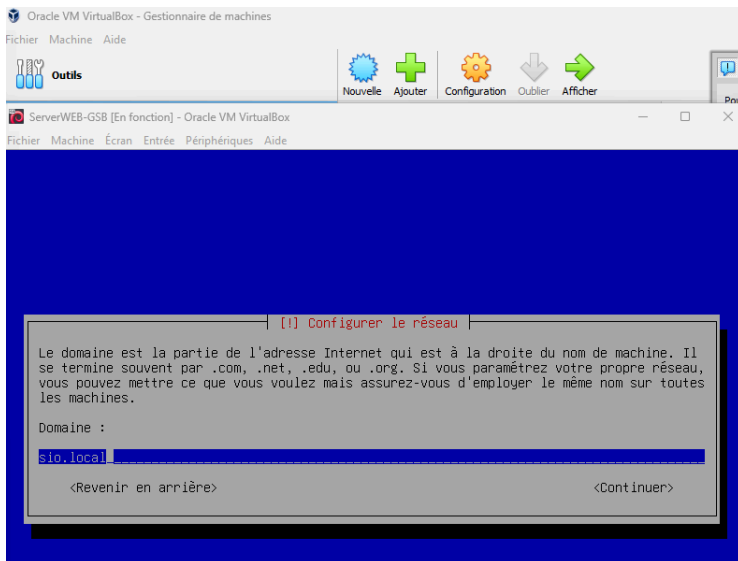 Oracle VM VirtualBox - Gestionnaire de machines
Fichier Machine Aide
Outils
Nouvelle Ajouter Configuration Oublier Afficher
ServerWEB-GSB [En fonction] - Oracle VM VirtualBox
Fichier Machine Écran Entrée Périphériques Aide
[!] Configurer le réseau
Le domaine est la partie de l'adresse Internet qui est à la droite du nom de machine. Il
se termine souvent par .com, .net, .edu, ou .org. Si vous paramétrez votre propre réseau,
vous pouvez mettre ce que vous voulez mais assurez-vous d'employer le même nom sur toutes
les machines.
Domaine :
sio.local
<Revenir en arrière> <Continuer>